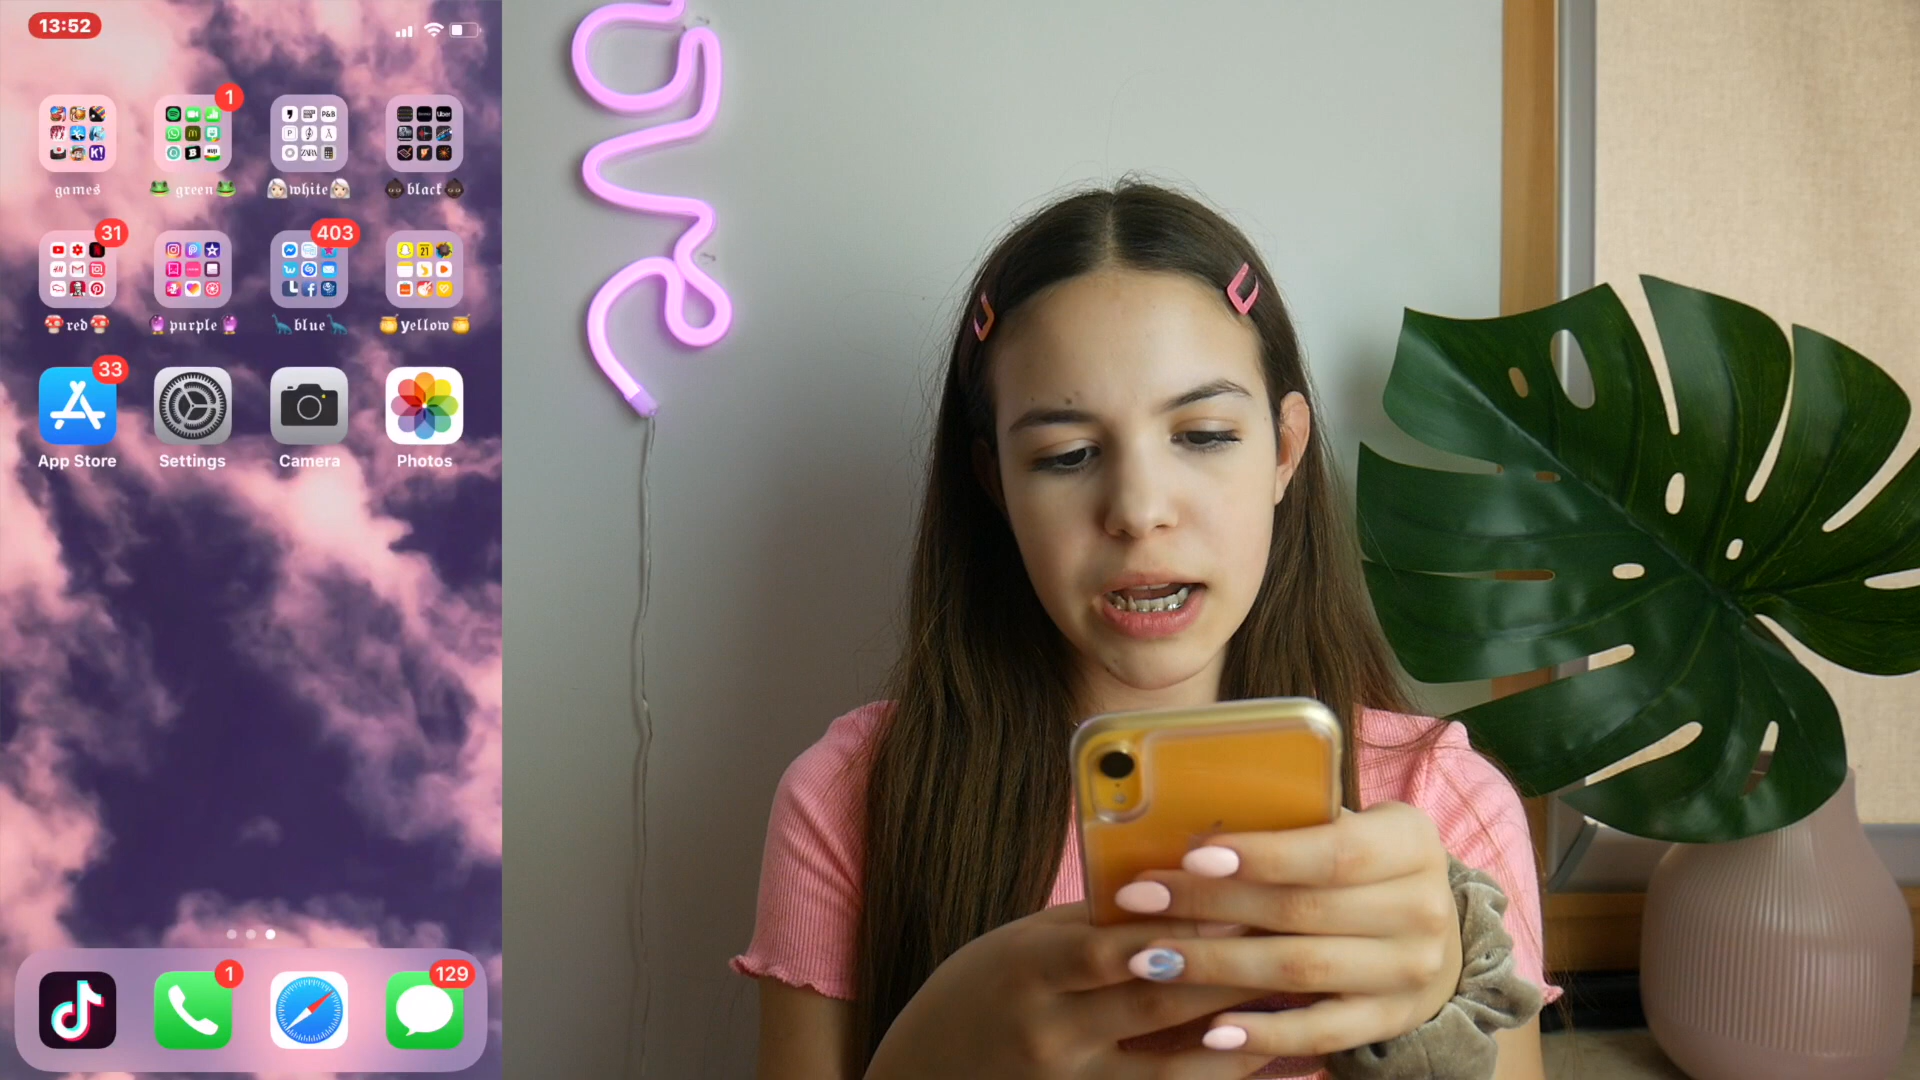 13:52
1
games
🐸 green 🐸
👩🏻‍🦳white👩🏻‍🦳
🌚black🌚
31
403
🍄red🍄
🔮purple🔮
🦕blue🦕
🍯yellow🍯
33
App Store
Settings
Camera
Photos
1
129